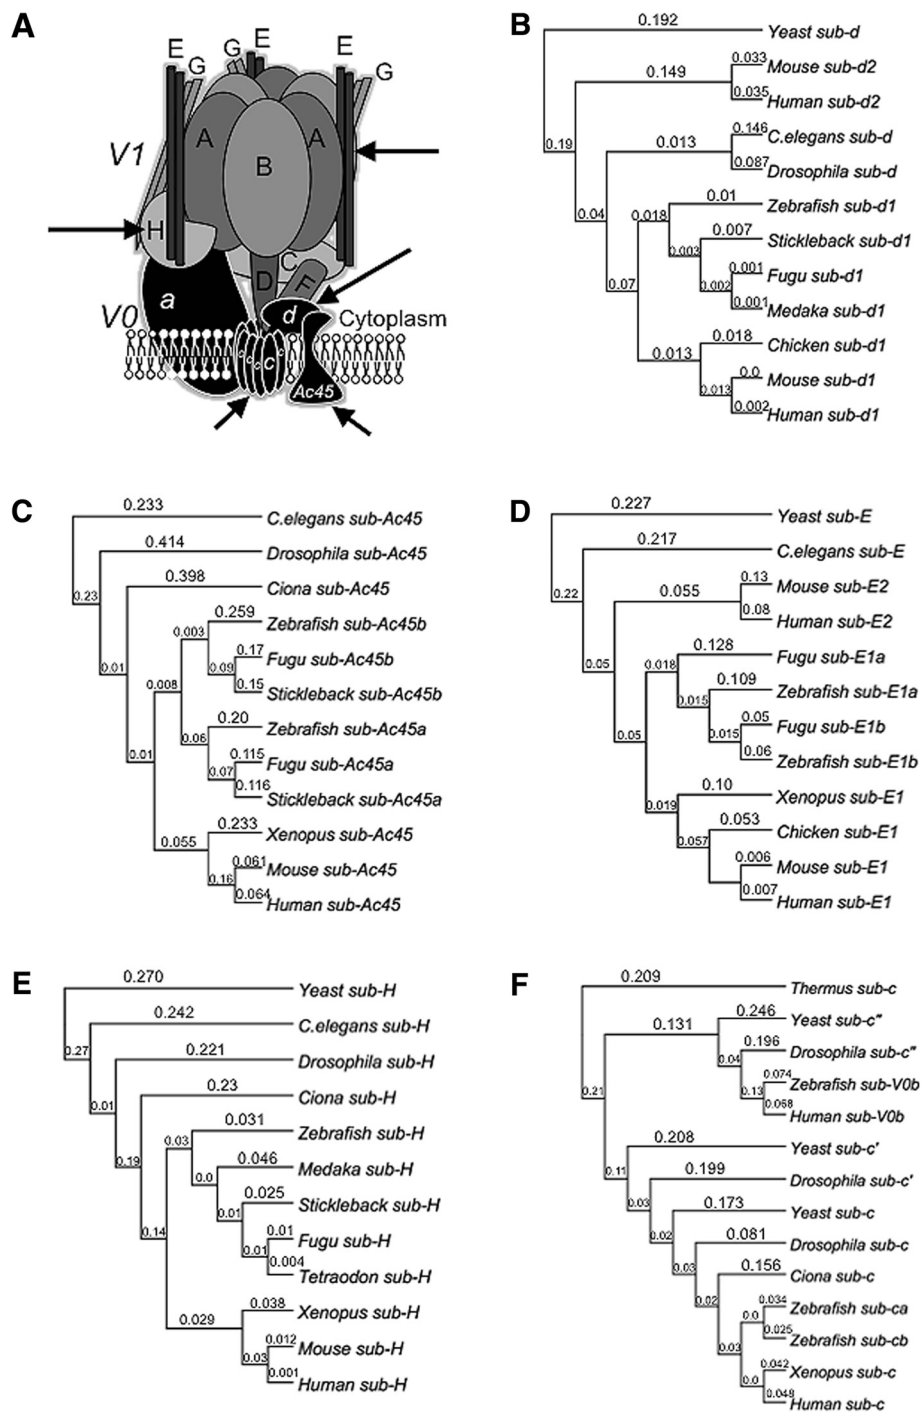 A
E
G
G
E
E
G
V1
A
A
B
H
C
D
F
a
d
V0
Cytoplasm
c
c
c
c
Ac45
B
0.192
Yeast sub-d
0.033
Mouse sub-d2
0.149
0.035
Human sub-d2
0.146
C.elegans sub-d
0.19
0.013
0.087
Drosophila sub-d
0.01
Zebrafish sub-d1
0.04
0.018
0.007
Stickleback sub-d1
0.003
0.001
Fugu sub-d1
0.07
0.002
0.001
Medaka sub-d1
0.018
Chicken sub-d1
0.013
0.0
Mouse sub-d1
0.013
0.002
Human sub-d1
C
0.233
C.elegans sub-Ac45
0.414
Drosophila sub-Ac45
0.398
Ciona sub-Ac45
0.23
0.259
Zebrafish sub-Ac45b
0.003
0.17
Fugu sub-Ac45b
0.01
0.09
0.15
Stickleback sub-Ac45b
0.008
0.20
Zebrafish sub-Ac45a
0.06
0.115
Fugu sub-Ac45a
0.01
0.07
0.116
Stickleback sub-Ac45a
0.233
Xenopus sub-Ac45
0.055
0.061
Mouse sub-Ac45
0.16
0.064
Human sub-Ac45
D
0.227
Yeast sub-E
0.217
C.elegans sub-E
0.13
Mouse sub-E2
0.22
0.055
0.08
Human sub-E2
0.128
Fugu sub-E1a
0.05
0.018
0.109
Zebrafish sub-E1a
0.015
0.05
Fugu sub-E1b
0.05
0.015
0.06
Zebrafish sub-E1b
0.10
Xenopus sub-E1
0.019
0.053
Chicken sub-E1
0.057
0.006
Mouse sub-E1
0.007
Human sub-E1
E
0.270
Yeast sub-H
0.242
C.elegans sub-H
0.27
0.221
Drosophila sub-H
0.23
Ciona sub-H
0.01
0.031
Zebrafish sub-H
0.03
0.046
Medaka sub-H
0.19
0.0
0.025
Stickleback sub-H
0.01
0.01
Fugu sub-H
0.14
0.01
0.004
Tetraodon sub-H
0.038
Xenopus sub-H
0.029
0.012
Mouse sub-H
0.03
0.001
Human sub-H
F
0.209
Thermus sub-c
0.246
Yeast sub-c"
0.131
0.196
Drosophila sub-c"
0.04
0.074
Zebrafish sub-V0b
0.21
0.13
0.068
Human sub-V0b
0.208
Yeast sub-c'
0.11
0.199
Drosophila sub-c'
0.03
0.173
Yeast sub-c
0.02
0.081
Drosophila sub-c
0.03
0.156
Ciona sub-c
0.02
0.034
Zebrafish sub-ca
0.0
0.025
Zebrafish sub-cb
0.03
0.042
Xenopus sub-c
0.0
0.048
Human sub-c